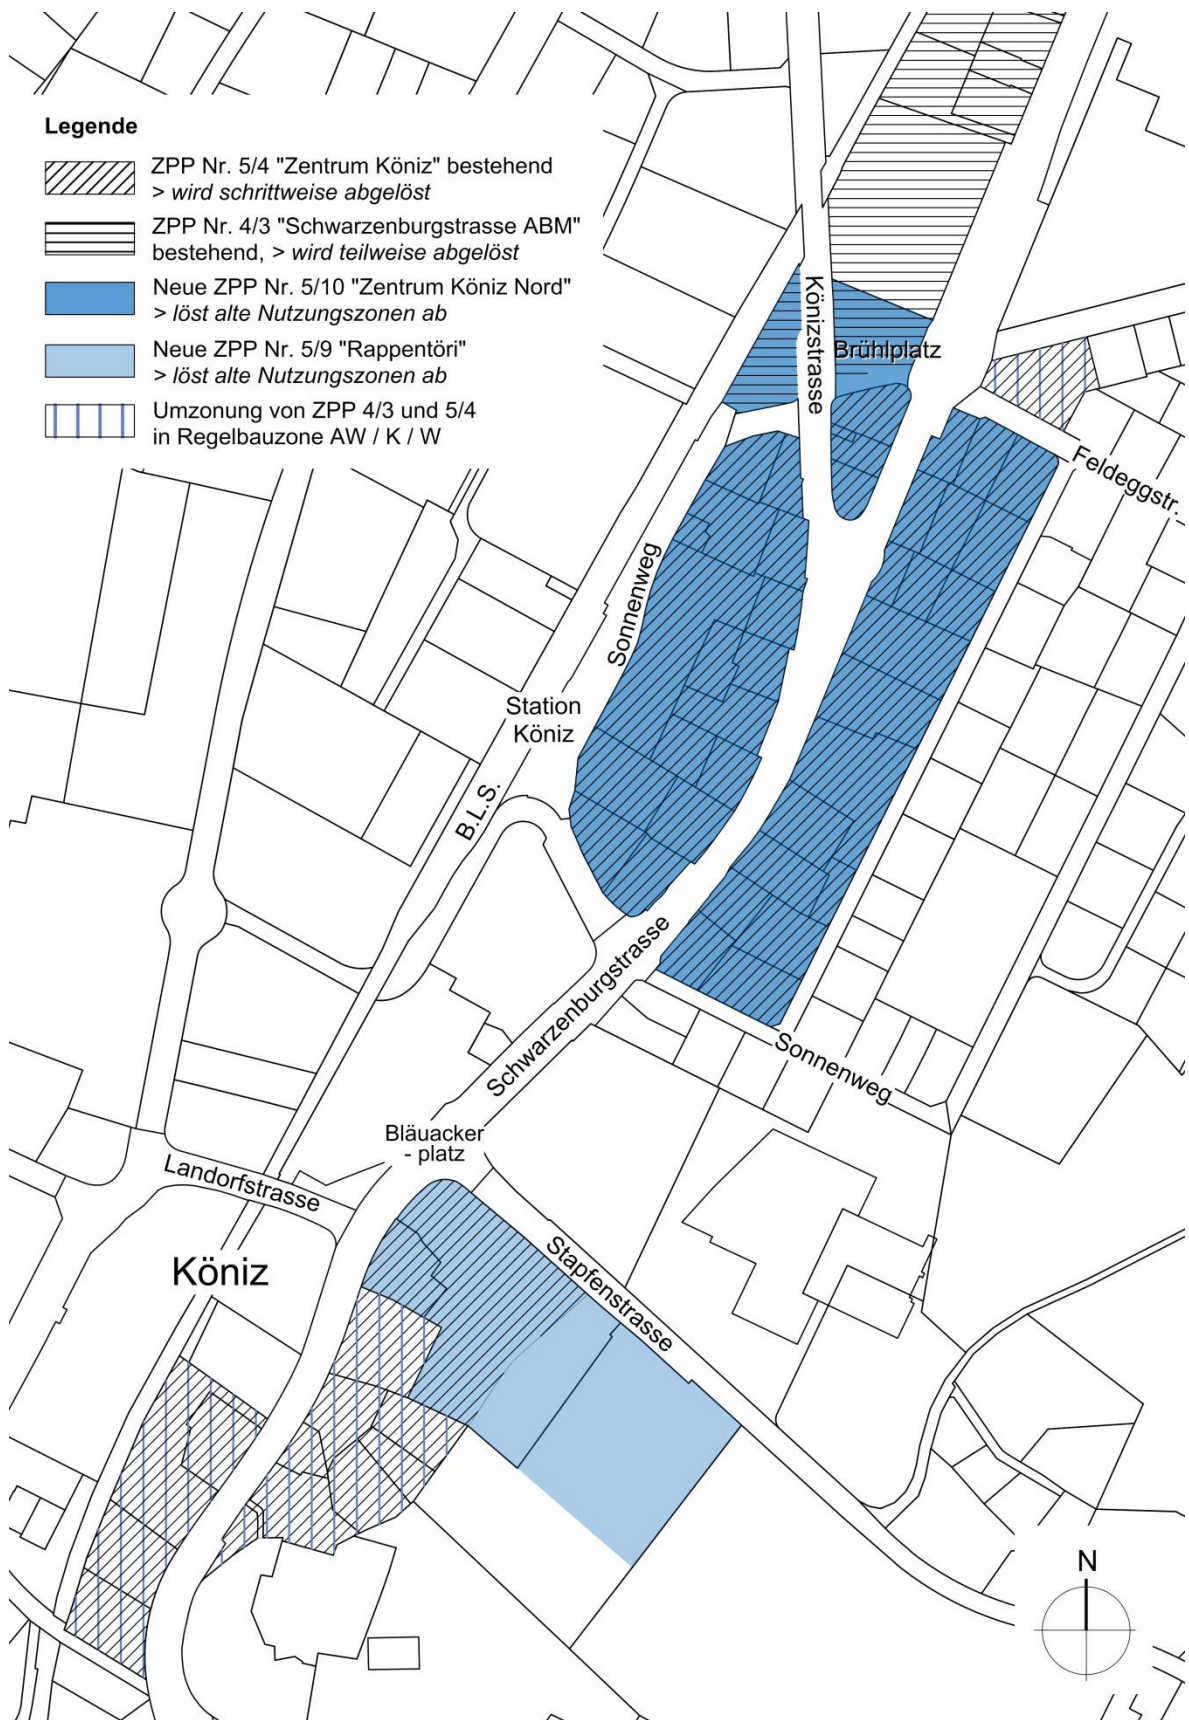 Legende
ZPP Nr. 5/4 "Zentrum Köniz" bestehend
> wird schrittweise abgelöst
ZPP Nr. 4/3 "Schwarzenburgstrasse ABM"
bestehend, > wird teilweise abgelöst
Neue ZPP Nr. 5/10 "Zentrum Köniz Nord"
> löst alte Nutzungszonen ab
Neue ZPP Nr. 5/9 "Rappentöri"
> löst alte Nutzungszonen ab
Umzonung von ZPP 4/3 und 5/4
in Regelbauzone AW / K / W
Könizstrasse
Brühlplatz
Feldeggstr.
Sonnenweg
Station
Köniz
B.L.S.
Schwarzenburgstrasse
Sonnenweg
Bläuacker
- platz
Landorfstrasse
Stapfenstrasse
Köniz
N